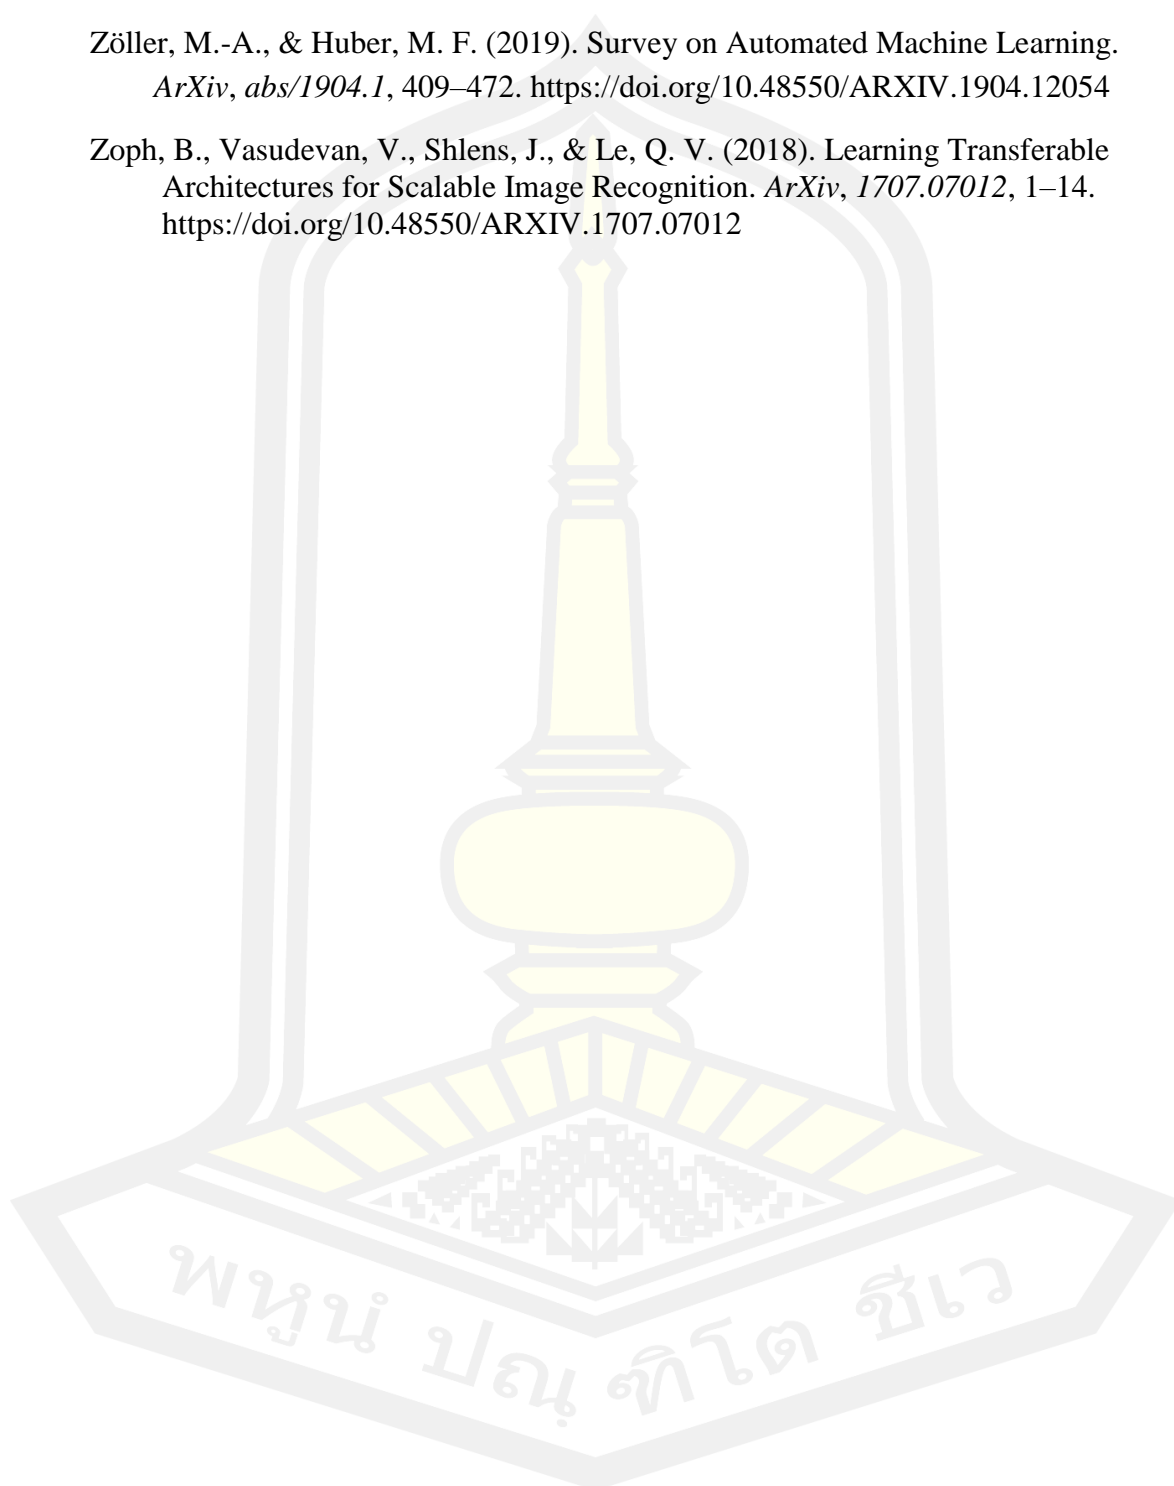 Zöller, M.-A., & Huber, M. F. (2019). Survey on Automated Machine Learning.
ArXiv, abs/1904.1, 409–472. https://doi.org/10.48550/ARXIV.1904.12054
Zoph, B., Vasudevan, V., Shlens, J., & Le, Q. V. (2018). Learning Transferable
Architectures for Scalable Image Recognition. ArXiv, 1707.07012, 1–14.
https://doi.org/10.48550/ARXIV.1707.07012
พหูนํ ปณฺฑิโต ชีเว